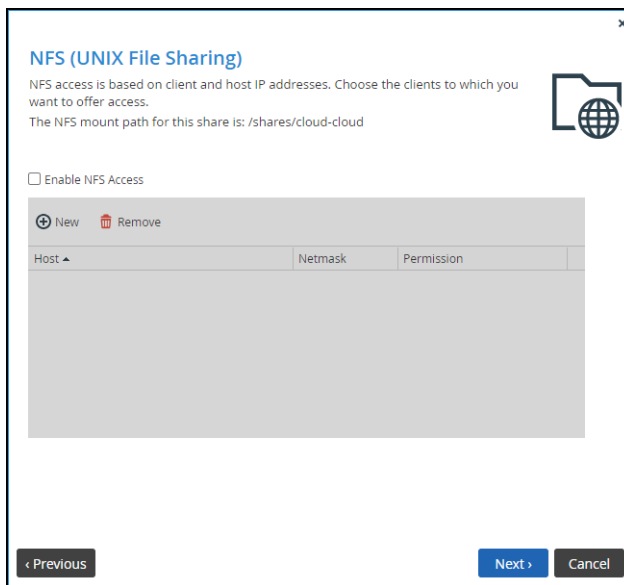 NFS (UNIX File Sharing)
NFS access is based on client and host IP addresses. Choose the clients to which you
want to offer access.
The NFS mount path for this share is: /shares/cloud-cloud
Enable NFS Access
New Remove
Host Netmask Permission
‹ Previous Next › Cancel